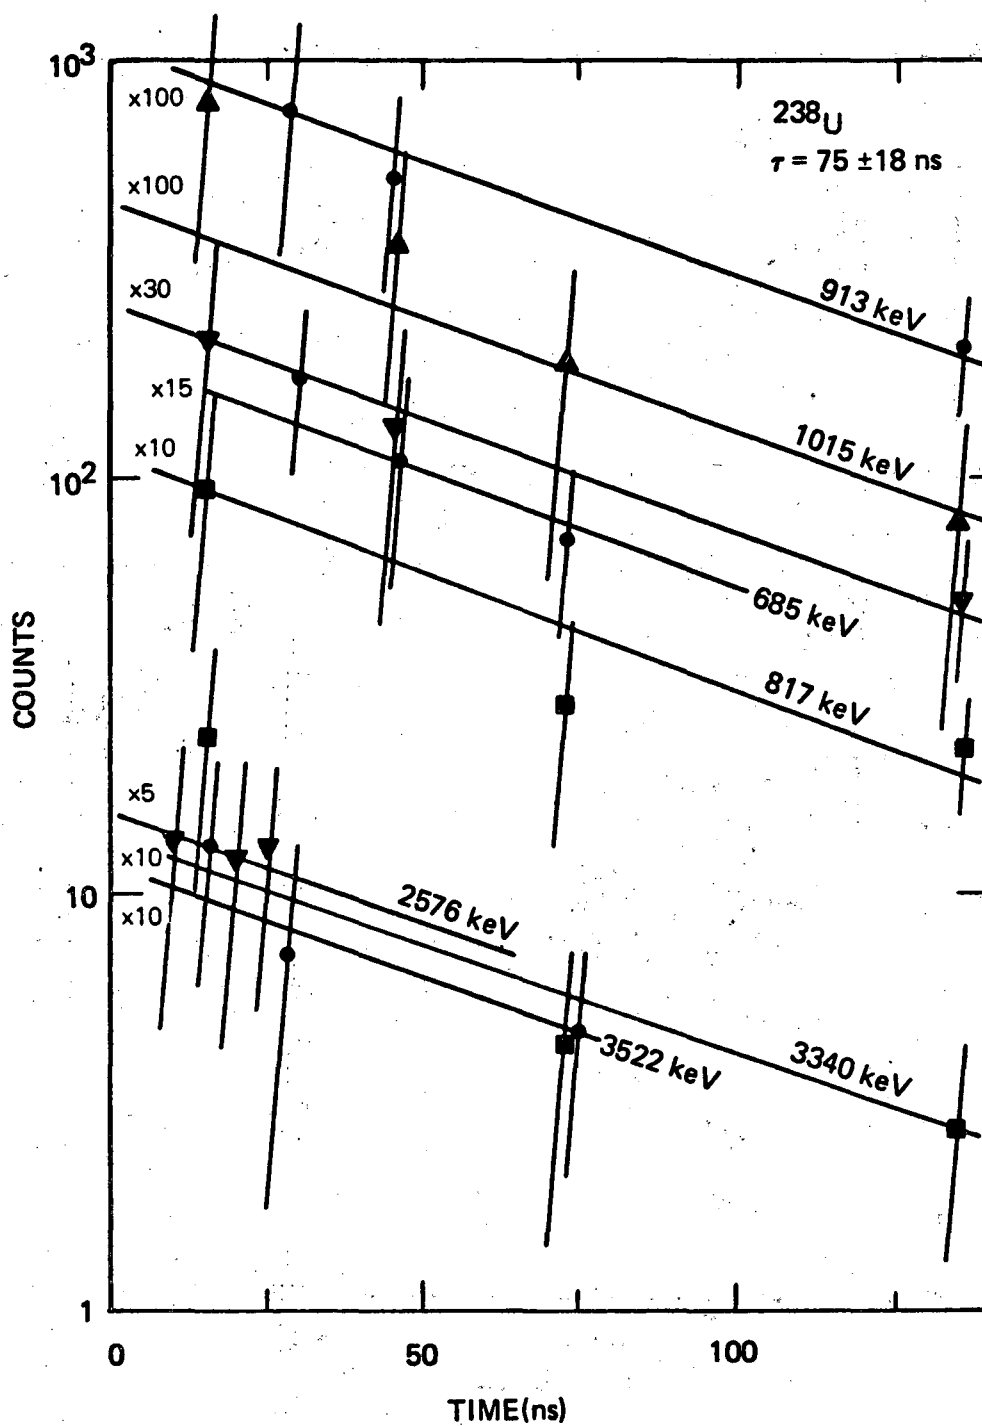 10³
x100
²³⁸U
τ = 75 ±18 ns
x100
x30
913 keV
x15
1015 keV
x10
10²
685 keV
817 keV
COUNTS
x5
x10
10
2576 keV
x10
3522 keV
3340 keV
1
0
50
100
TIME(ns)